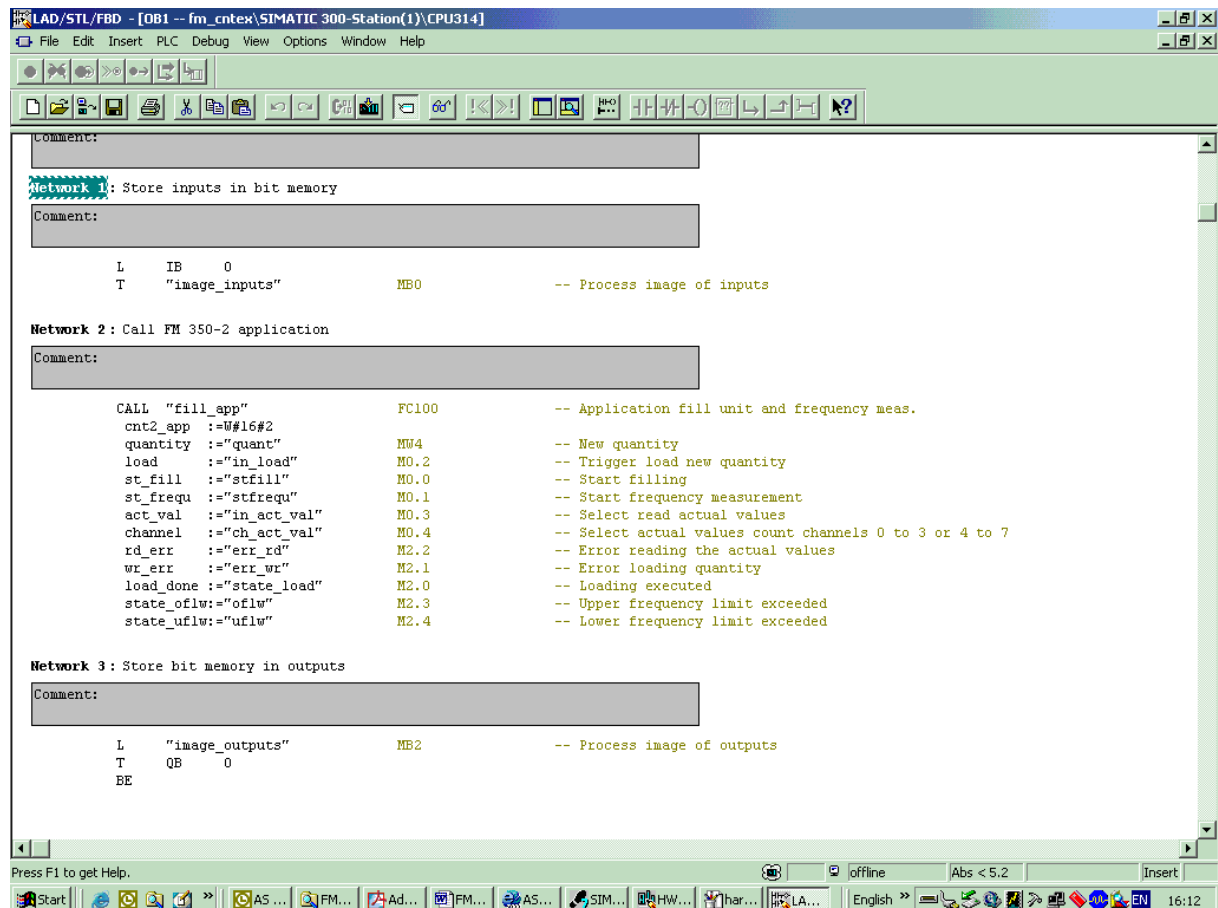 LAD/STL/FBD - [OB1 -- fm_cntex\SIMATIC 300-Station(1)\CPU314]
File Edit Insert PLC Debug View Options Window Help
Comment:
Network 1: Store inputs in bit memory
Comment:
L IB 0
T "image_inputs" MB0 -- Process image of inputs
Network 2: Call FM 350-2 application
Comment:
CALL "fill_app" FC100 -- Application fill unit and frequency meas.
cnt2_app :=W#16#2
quantity :="quant" MW4 -- New quantity
load :="in_load" M0.2 -- Trigger load new quantity
st_fill :="stfill" M0.0 -- Start filling
st_frequ :="stfrequ" M0.1 -- Start frequency measurement
act_val :="in_act_val" M0.3 -- Select read actual values
channel :="ch_act_val" M0.4 -- Select actual values count channels 0 to 3 or 4 to 7
rd_err :="err_rd" M2.2 -- Error reading the actual values
wr_err :="err_wr" M2.1 -- Error loading quantity
load_done :="state_load" M2.0 -- Loading executed
state_oflw:="oflw" M2.3 -- Upper frequency limit exceeded
state_uflw:="uflw" M2.4 -- Lower frequency limit exceeded
Network 3: Store bit memory in outputs
Comment:
L "image_outputs" MB2 -- Process image of outputs
T QB 0
BE
Press F1 to get Help. offline Abs < 5.2 Insert
Start AS ... FM... Ad... FM... AS... SIM... HW... har... LA... English » EN 16:12